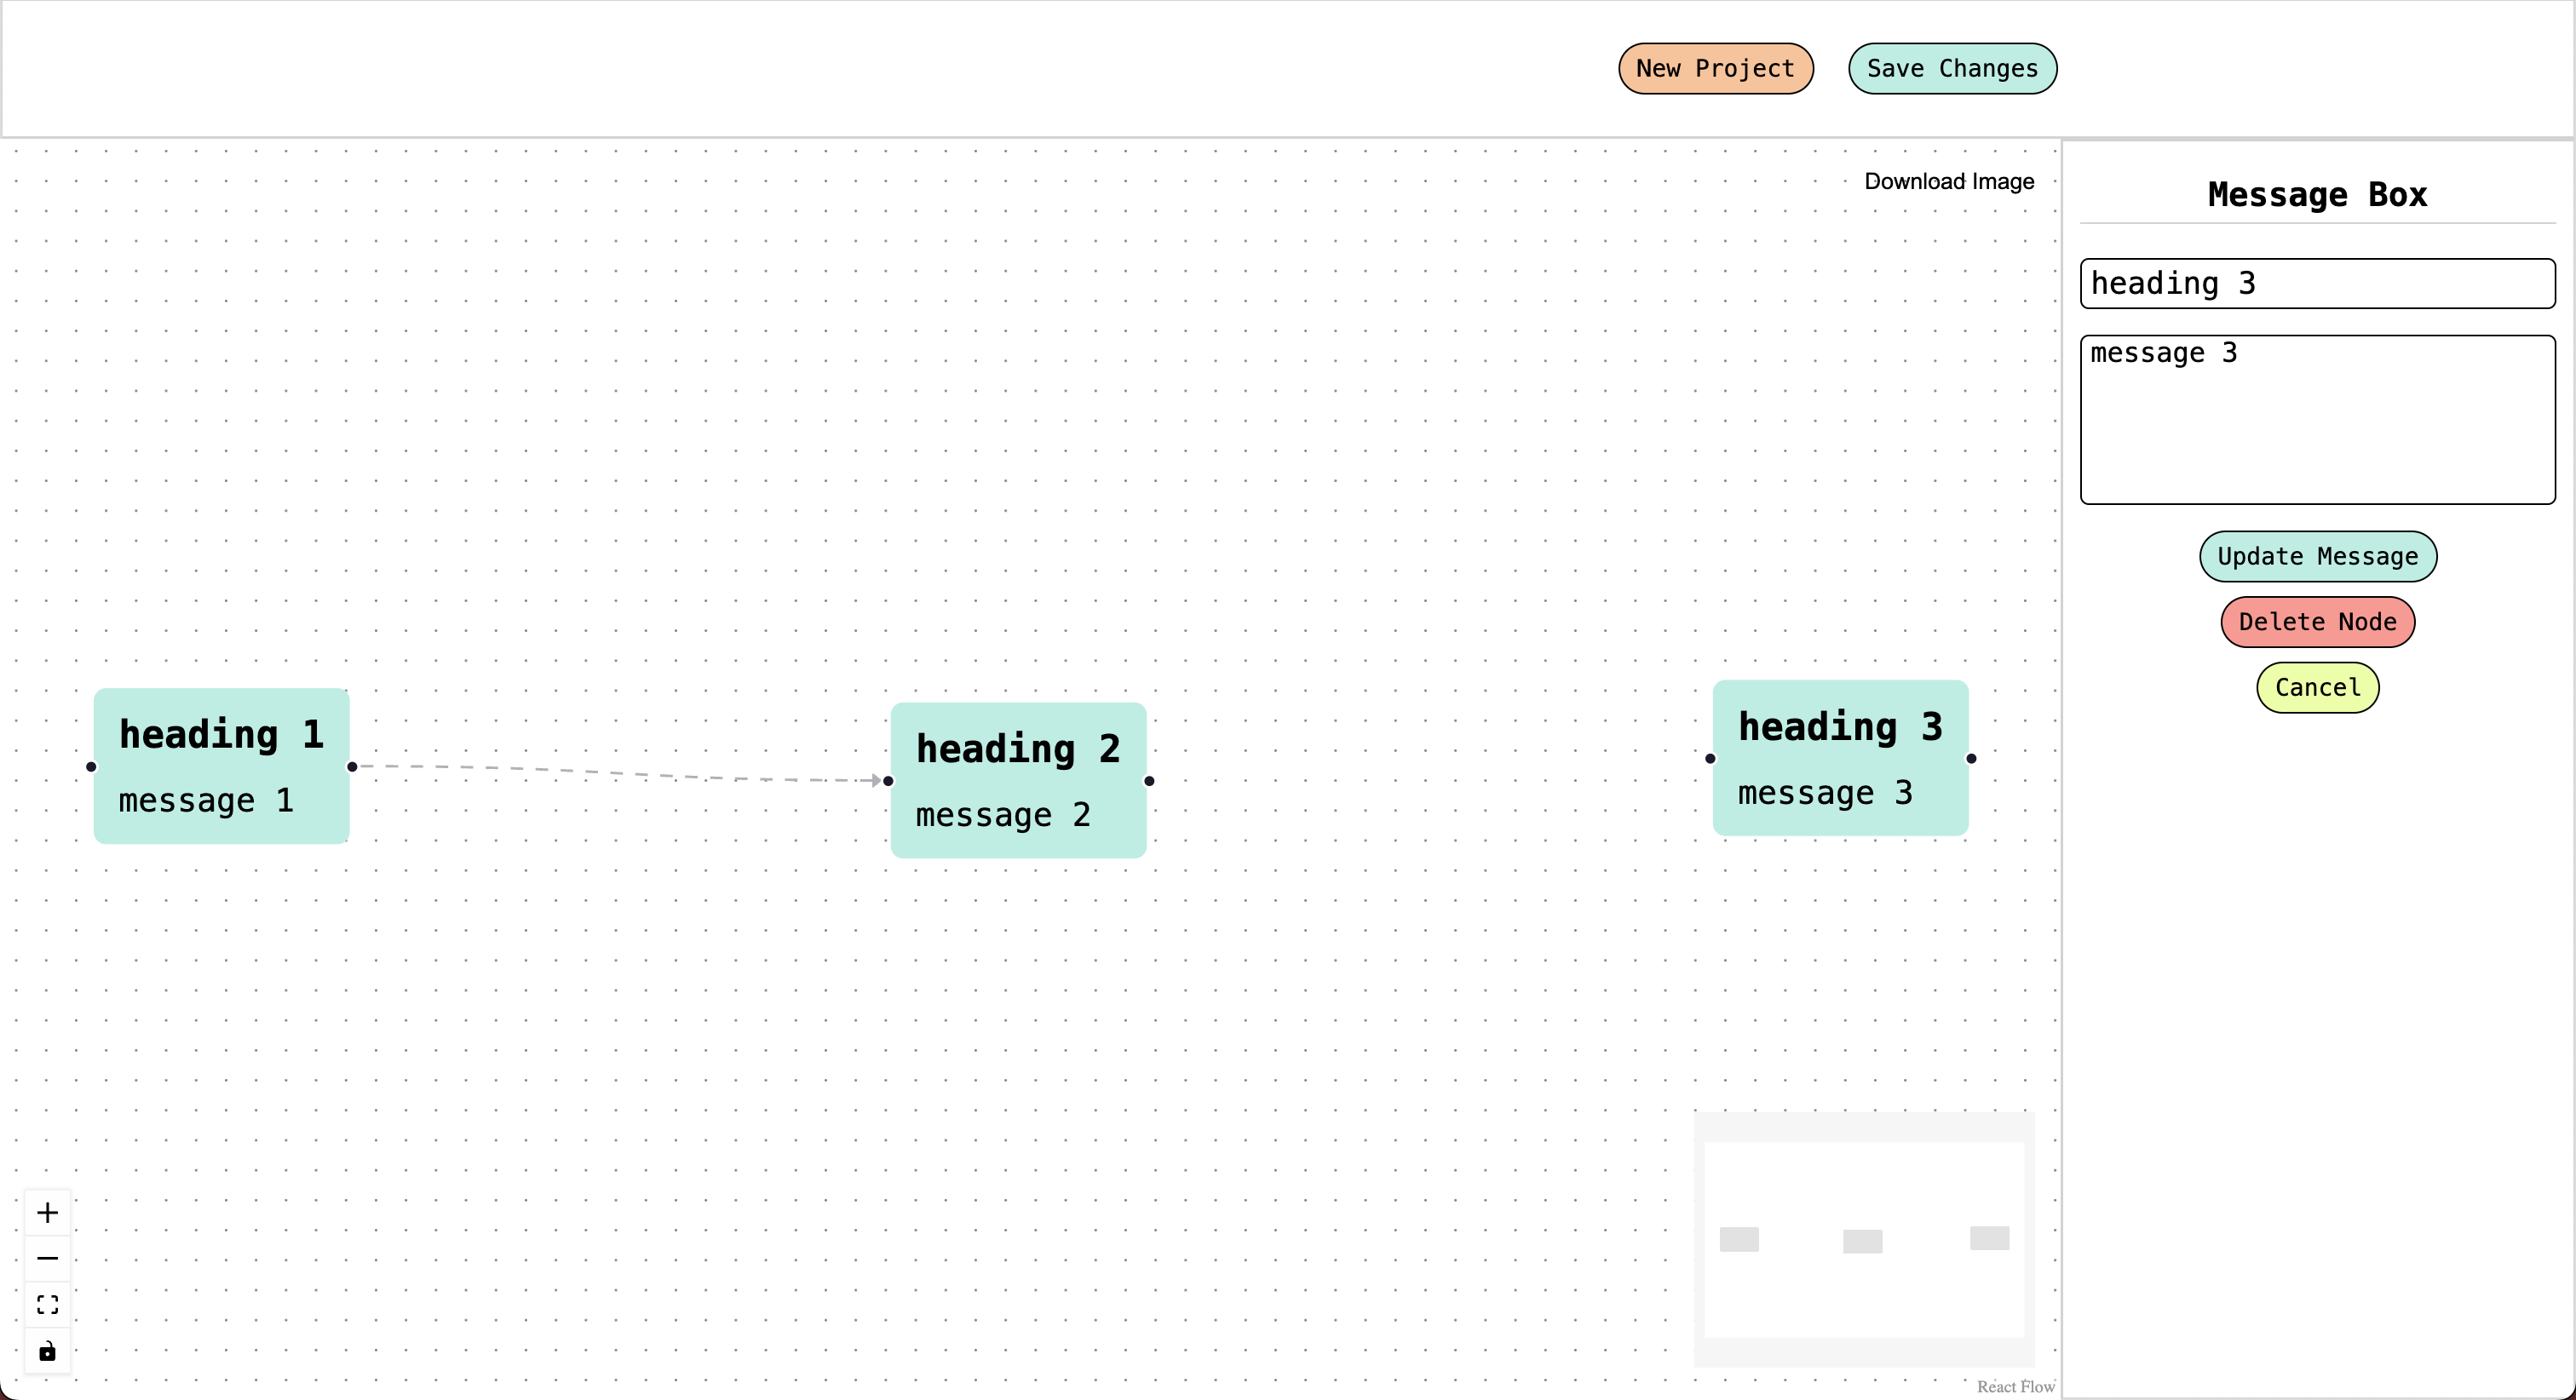 New Project
Save Changes
Download Image
Message Box
heading 3
message 3
Update Message
Delete Node
Cancel
heading 1
message 1
heading 2
message 2
heading 3
message 3
React Flow